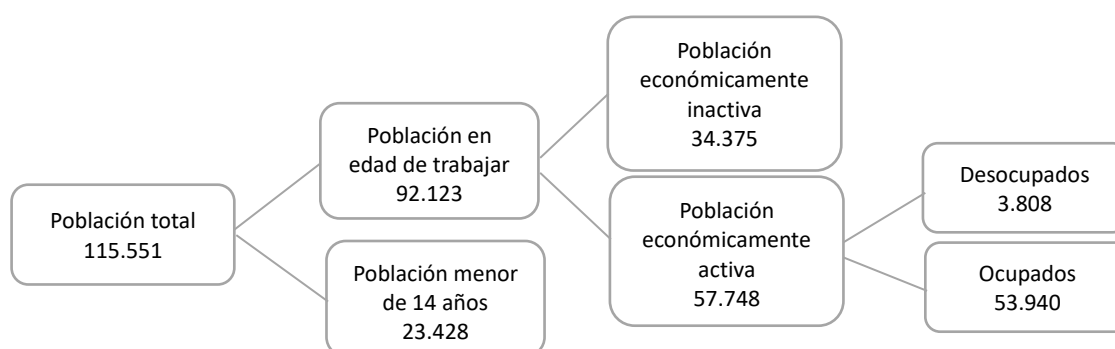 Población total
115.551
Población en
edad de trabajar
92.123
Población menor
de 14 años
23.428
Población
económicamente
inactiva
34.375
Población
económicamente
activa
57.748
Desocupados
3.808
Ocupados
53.940